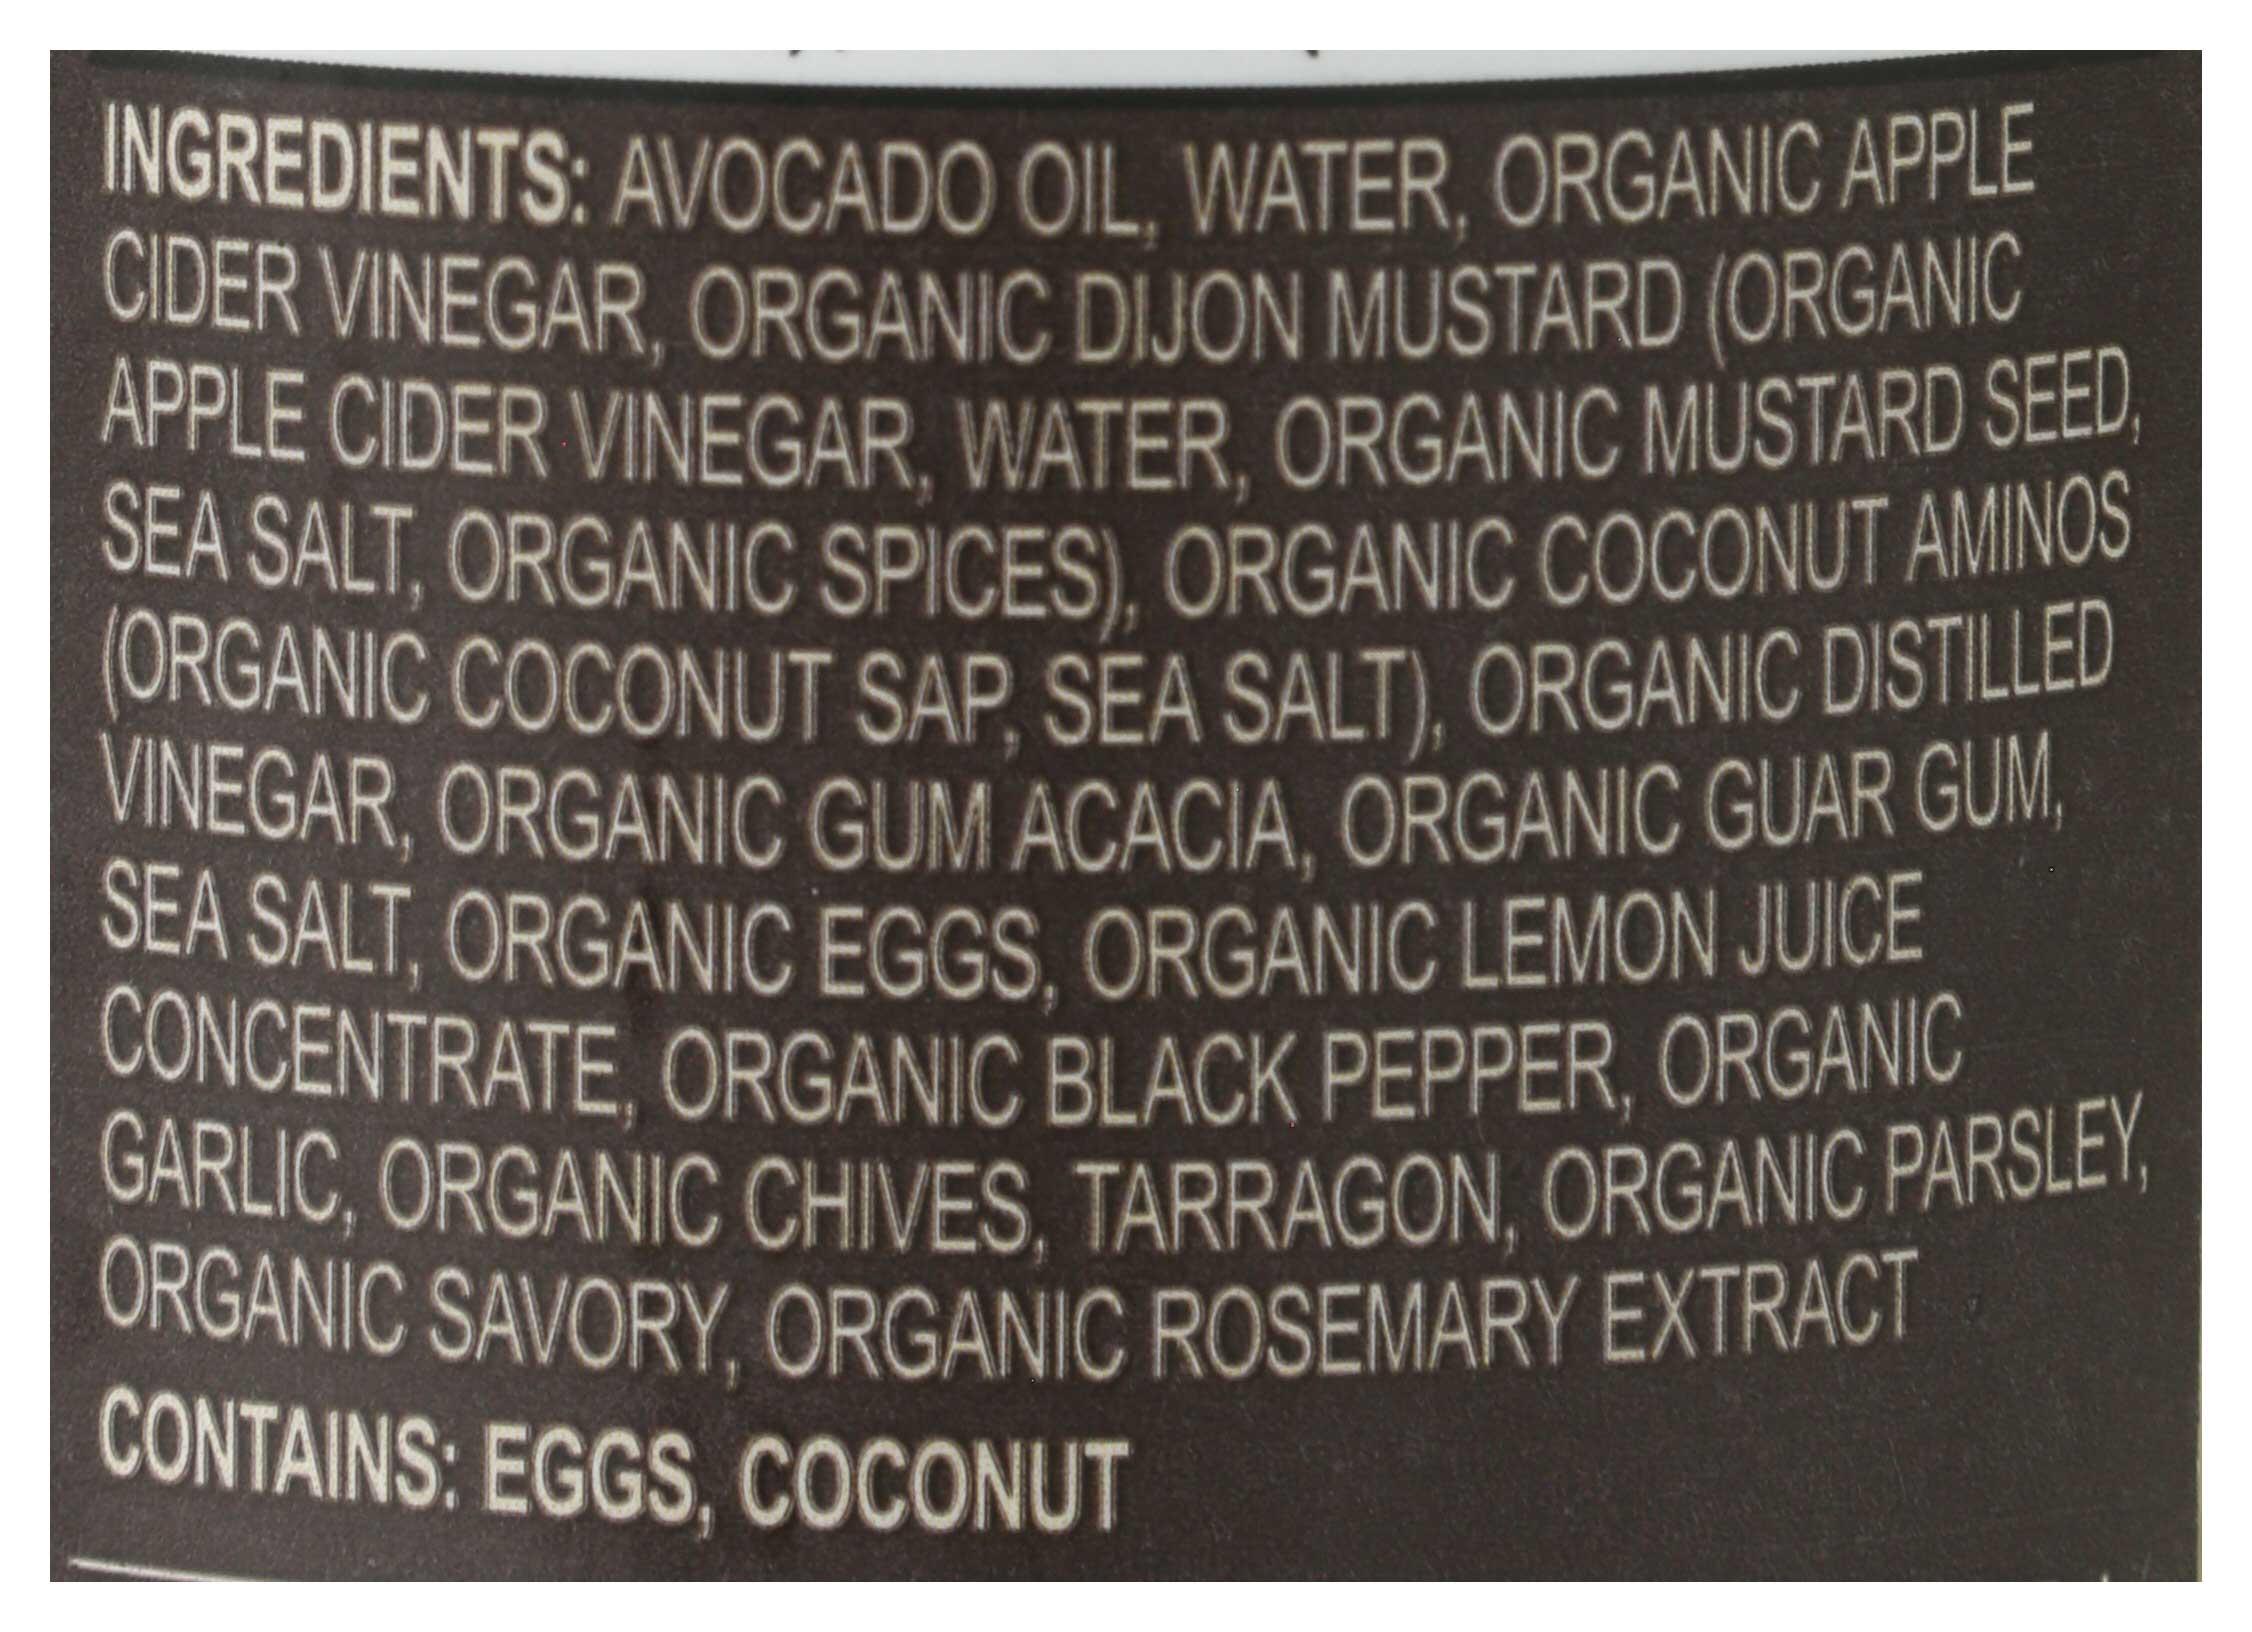 INGREDIENTS: AVOCADO OIL, WATER, ORGANIC APPLE
CIDER VINEGAR, ORGANIC DIJON MUSTARD (ORGANIC
APPLE CIDER VINEGAR, WATER, ORGANIC MUSTARD SEED,
SEA SALT, ORGANIC SPICES), ORGANIC COCONUT AMINOS
(ORGANIC COCONUT SAP, SEA SALT), ORGANIC DISTILLED
VINEGAR, ORGANIC GUM ACACIA, ORGANIC GUAR GUM,
SEA SALT, ORGANIC EGGS, ORGANIC LEMON JUICE
CONCENTRATE, ORGANIC BLACK PEPPER, ORGANIC
GARLIC, ORGANIC CHIVES, TARRAGON, ORGANIC PARSLEY,
ORGANIC SAVORY, ORGANIC ROSEMARY EXTRACT
CONTAINS: EGGS, COCONUT